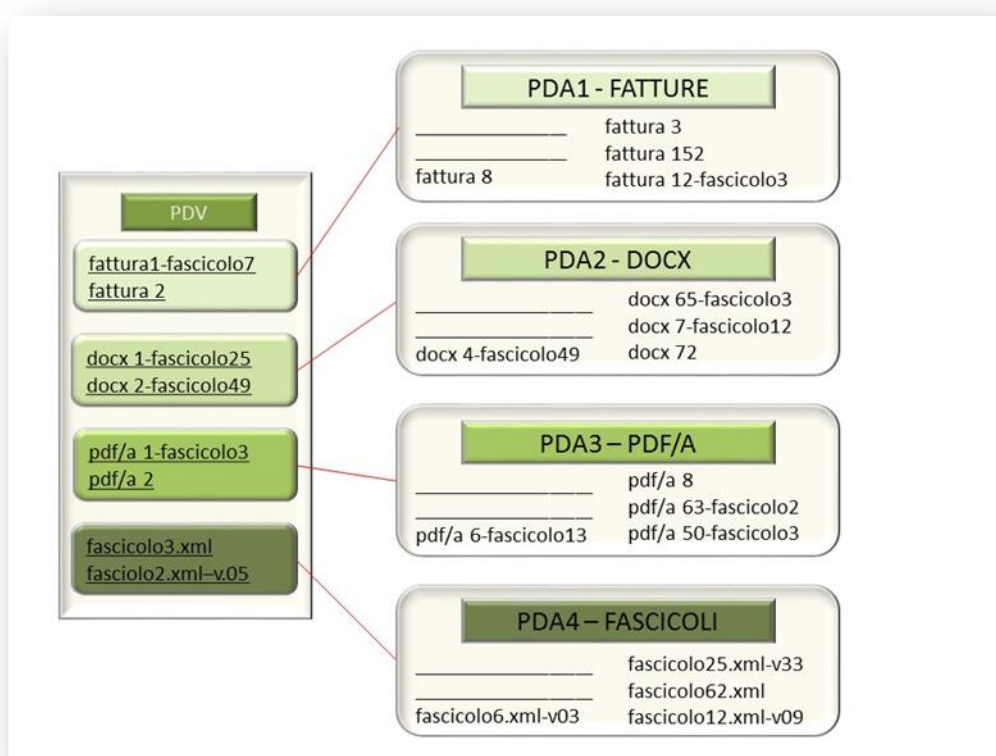 PDV
fattura1-fascicolo7
fattura 2
docx 1-fascicolo25
docx 2-fascicolo49
pdf/a 1-fascicolo3
pdf/a 2
fascicolo3.xml
fasciolo2.xml–v.05
PDA1 - FATTURE
fattura 8
fattura 3
fattura 152
fattura 12-fascicolo3
PDA2 - DOCX
docx 4-fascicolo49
docx 65-fascicolo3
docx 7-fascicolo12
docx 72
PDA3 – PDF/A
pdf/a 6-fascicolo13
pdf/a 8
pdf/a 63-fascicolo2
pdf/a 50-fascicolo3
PDA4 – FASCICOLI
fascicolo6.xml-v03
fascicolo25.xml-v33
fascicolo62.xml
fascicolo12.xml-v09